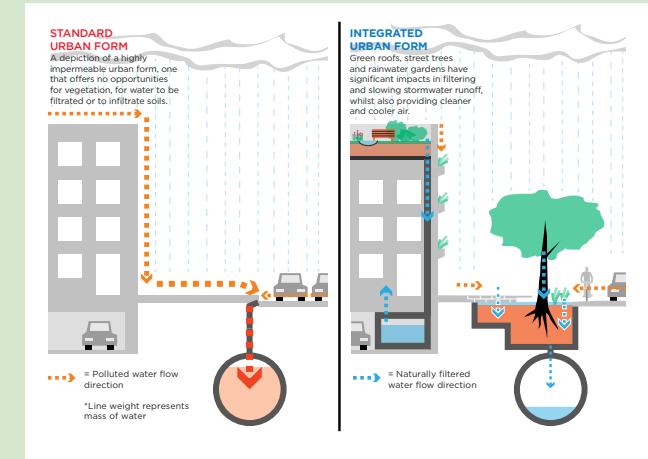 STANDARD
URBAN FORM
A depiction of a highly
impermeable urban form, one
that offers no opportunities
for vegetation, for water to be
filtrated or to infiltrate soils.
= Polluted water flow
direction
*Line weight represents
mass of water
INTEGRATED
URBAN FORM
Green roofs, street trees
and rainwater gardens have
significant impacts in filtering
and slowing stormwater runoff,
whilst also providing cleaner
and cooler air.
= Naturally filtered
water flow direction